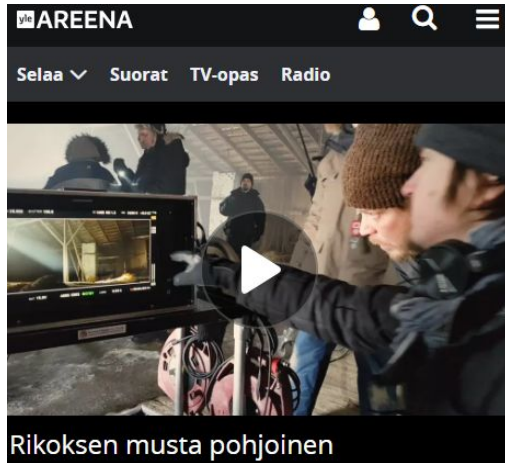 yle AREENA
Selaa Suorat TV-opas Radio
Rikoksen musta pohjoinen